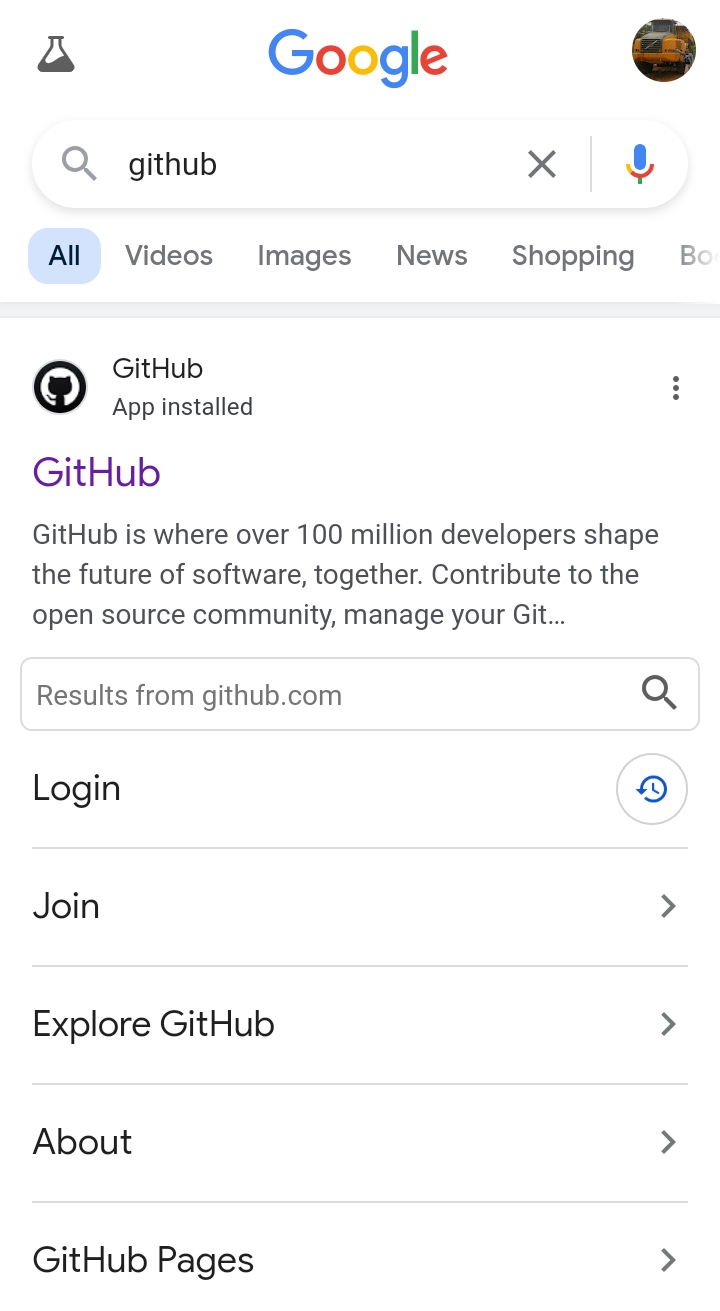 Google
github
All Videos Images News Shopping
GitHub
App installed
GitHub
GitHub is where over 100 million developers shape
the future of software, together. Contribute to the
open source community, manage your Git…
Results from github.com
Login
Join
Explore GitHub
About
GitHub Pages